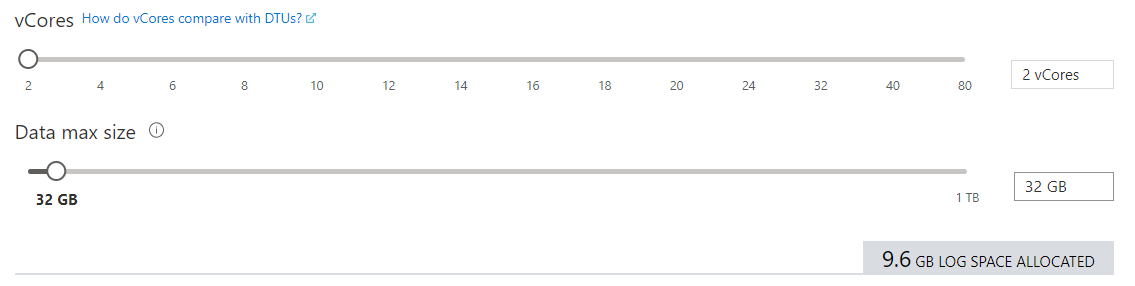 vCores How do vCores compare with DTUs?
2 4 6 8 10 12 14 16 18 20 24 32 40 80
2 vCores
Data max size
32 GB
1 TB
32 GB
9.6 GB LOG SPACE ALLOCATED